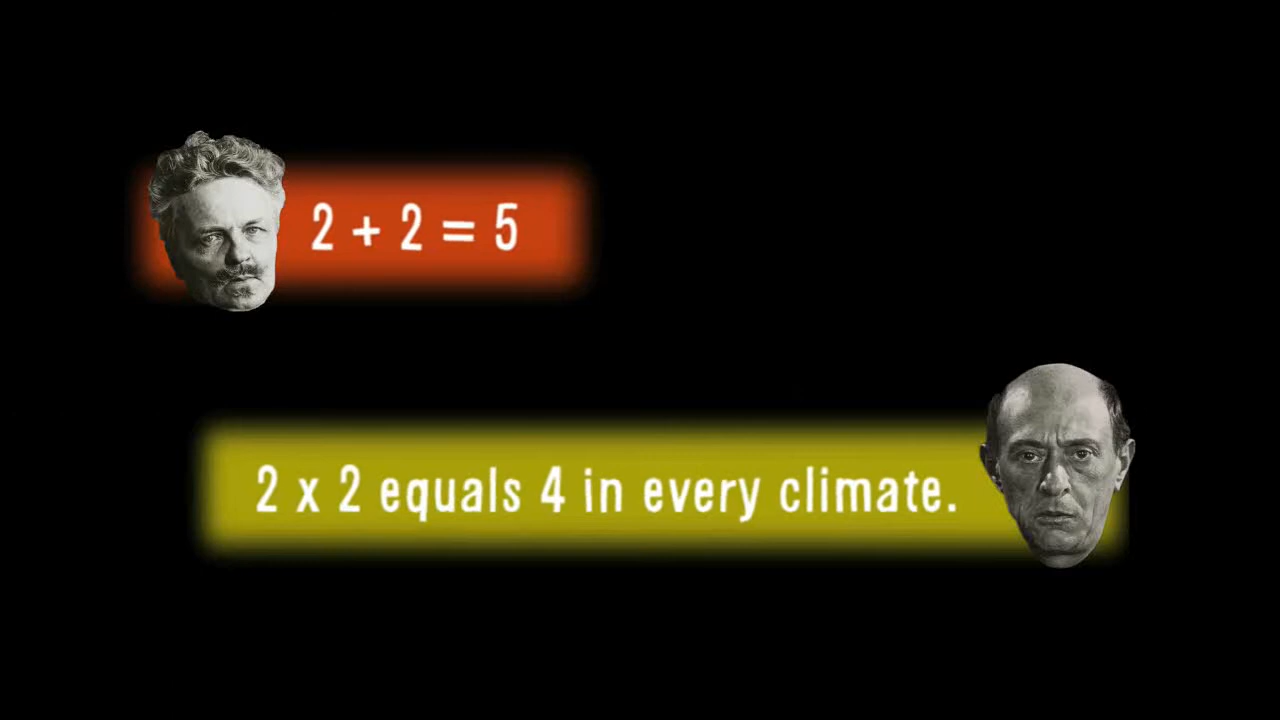 2 + 2 = 5
2 x 2 equals 4 in every climate.